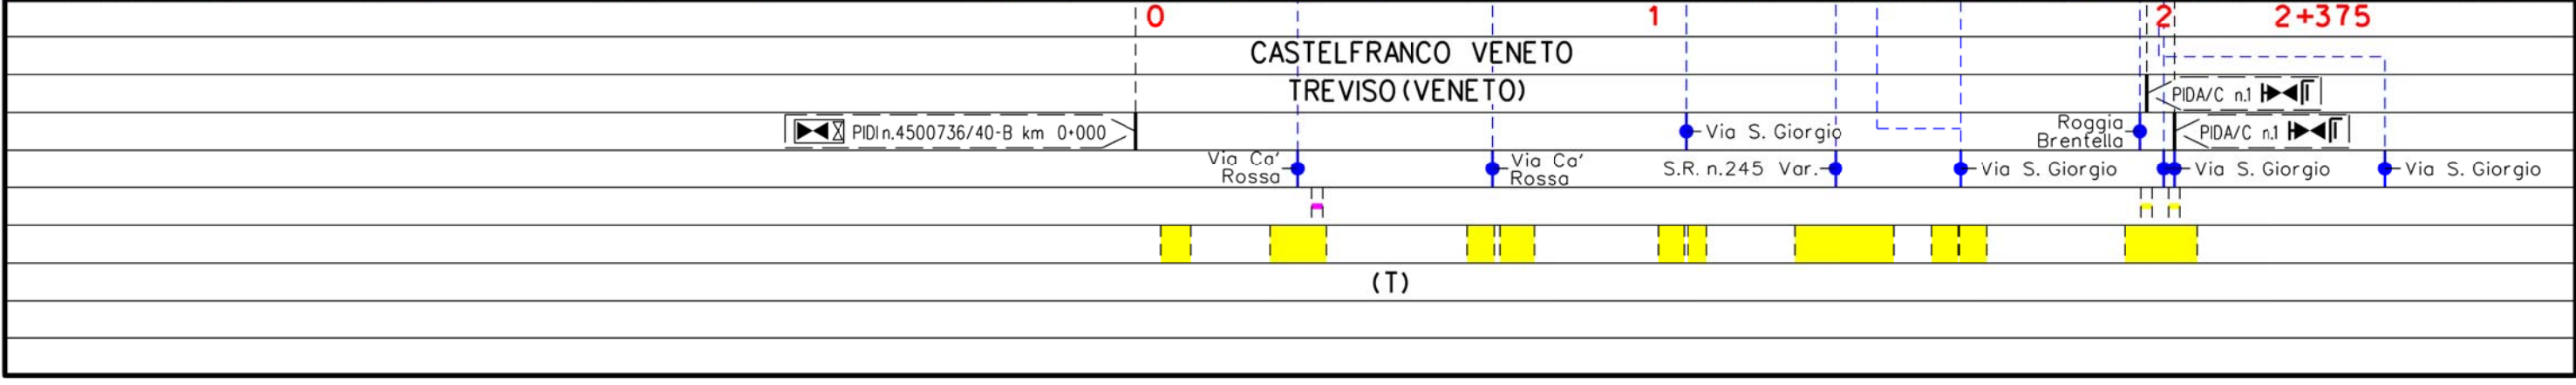 0 1 2 2+375
CASTELFRANCO VENETO
TREVISO (VENETO)
PIDA/C n.1
PIDI n.4500736/40-B km 0+000
Via S. Giorgio
Roggia
Brentella
PIDA/C n.1
Via Ca'
Rossa
Via Ca'
Rossa
S.R. n.245 Var.
Via S. Giorgio
Via S. Giorgio
Via S. Giorgio
(T)